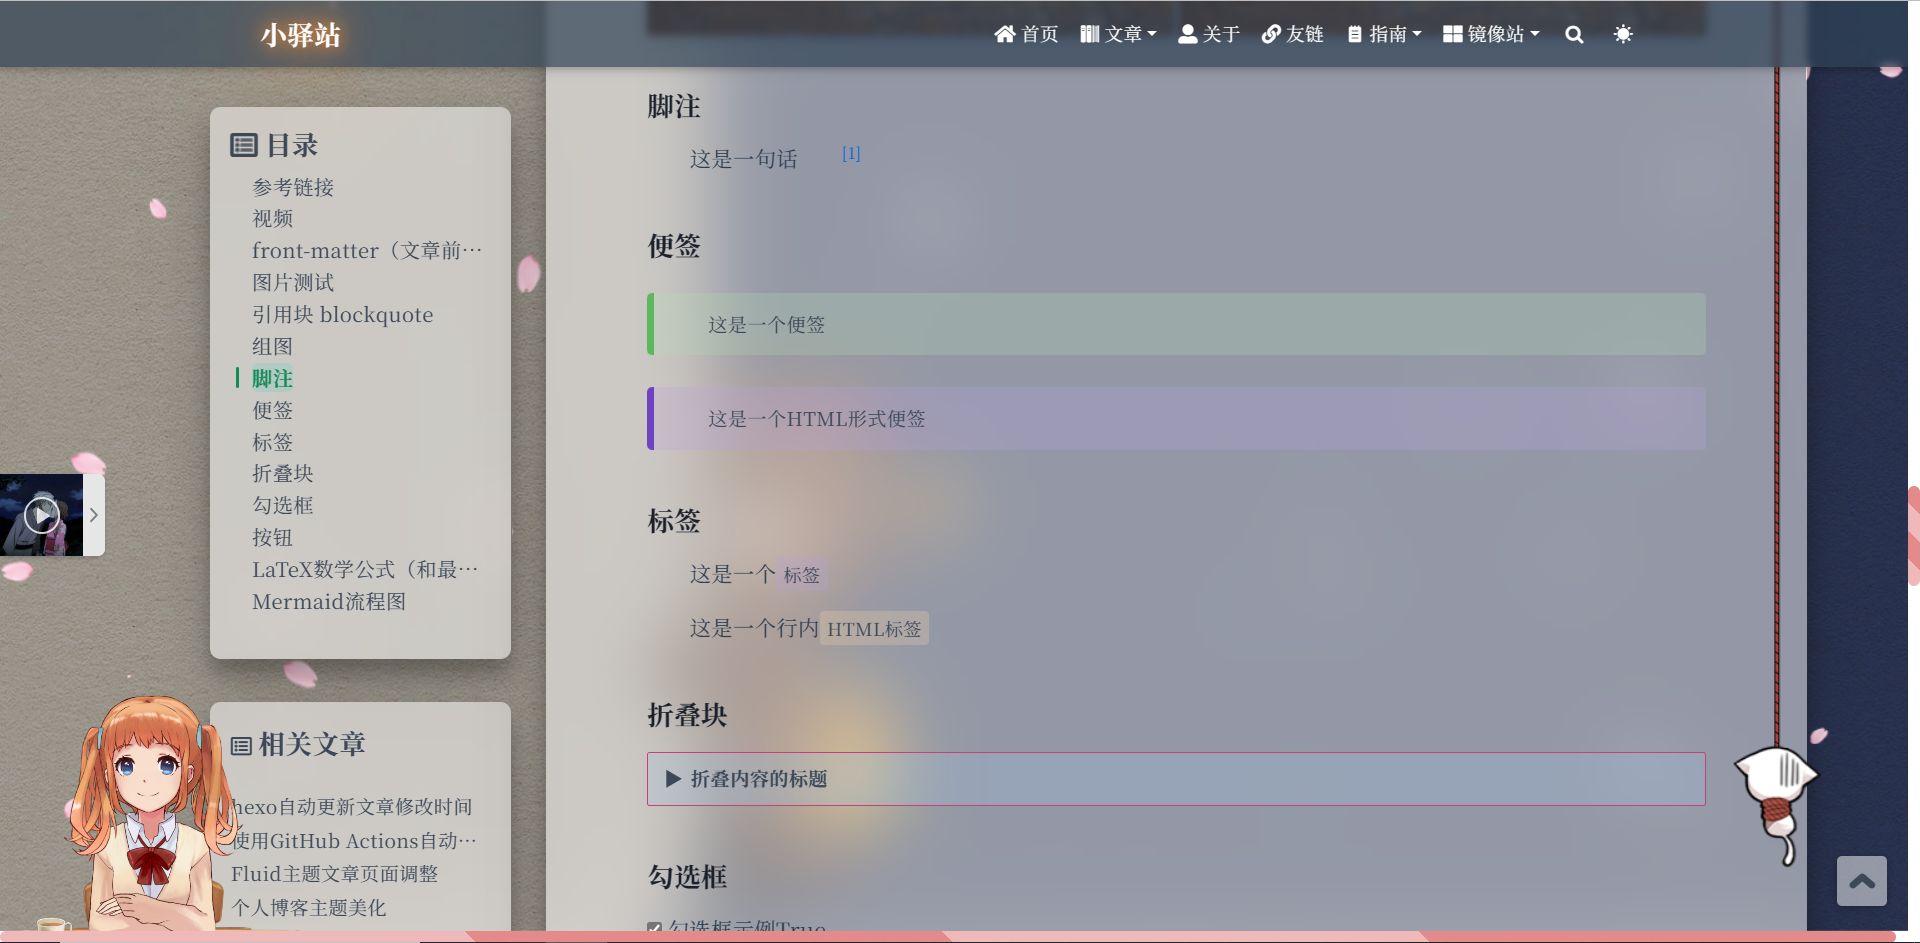 小驿站
首页 文章 关于 友链 指南 镜像站
目录
参考链接
视频
front-matter（文章前…
图片测试
引用块 blockquote
组图
脚注
便签
标签
折叠块
勾选框
按钮
LaTeX数学公式（和最…
Mermaid流程图
相关文章
hexo自动更新文章修改时间
使用GitHub Actions自动…
Fluid主题文章页面调整
个人博客主题美化
脚注
这是一句话 [1]
便签
这是一个便签
这是一个HTML形式便签
标签
这是一个 标签
这是一个行内 HTML标签
折叠块
折叠内容的标题
勾选框
勾选框示例True